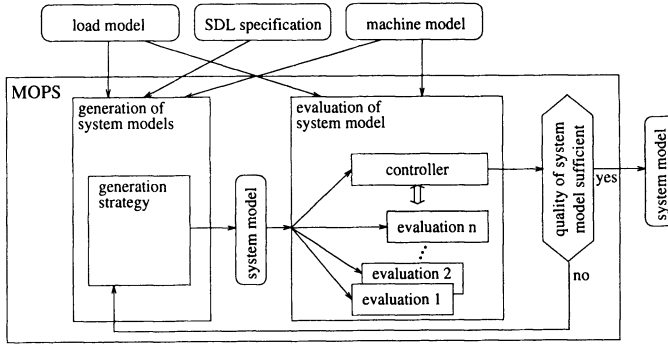 load model
SDL specification
machine model
MOPS
generation of
system models
evaluation of
system model
generation
strategy
system model
controller
evaluation n
evaluation 2
evaluation 1
quality of system
model sufficient
yes
no
system model